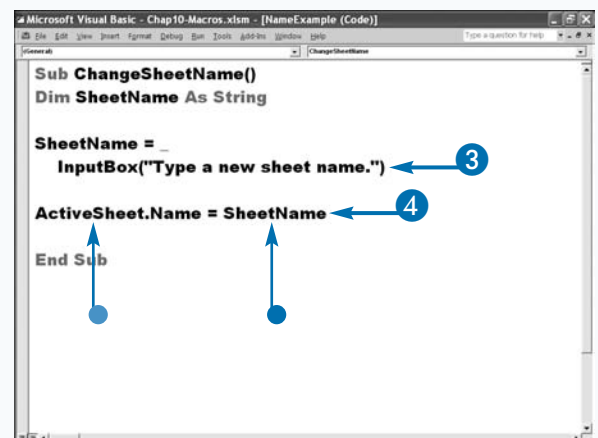 Microsoft Visual Basic - Chap10-Macros.xlsm - [NameExample (Code)]
File Edit View Insert Format Debug Run Tools Add-Ins Window Help Type a question for help
(General) ChangeSheetName
Sub ChangeSheetName()
Dim SheetName As String
SheetName = _
InputBox("Type a new sheet name.") 3
ActiveSheet.Name = SheetName 4
End Sub